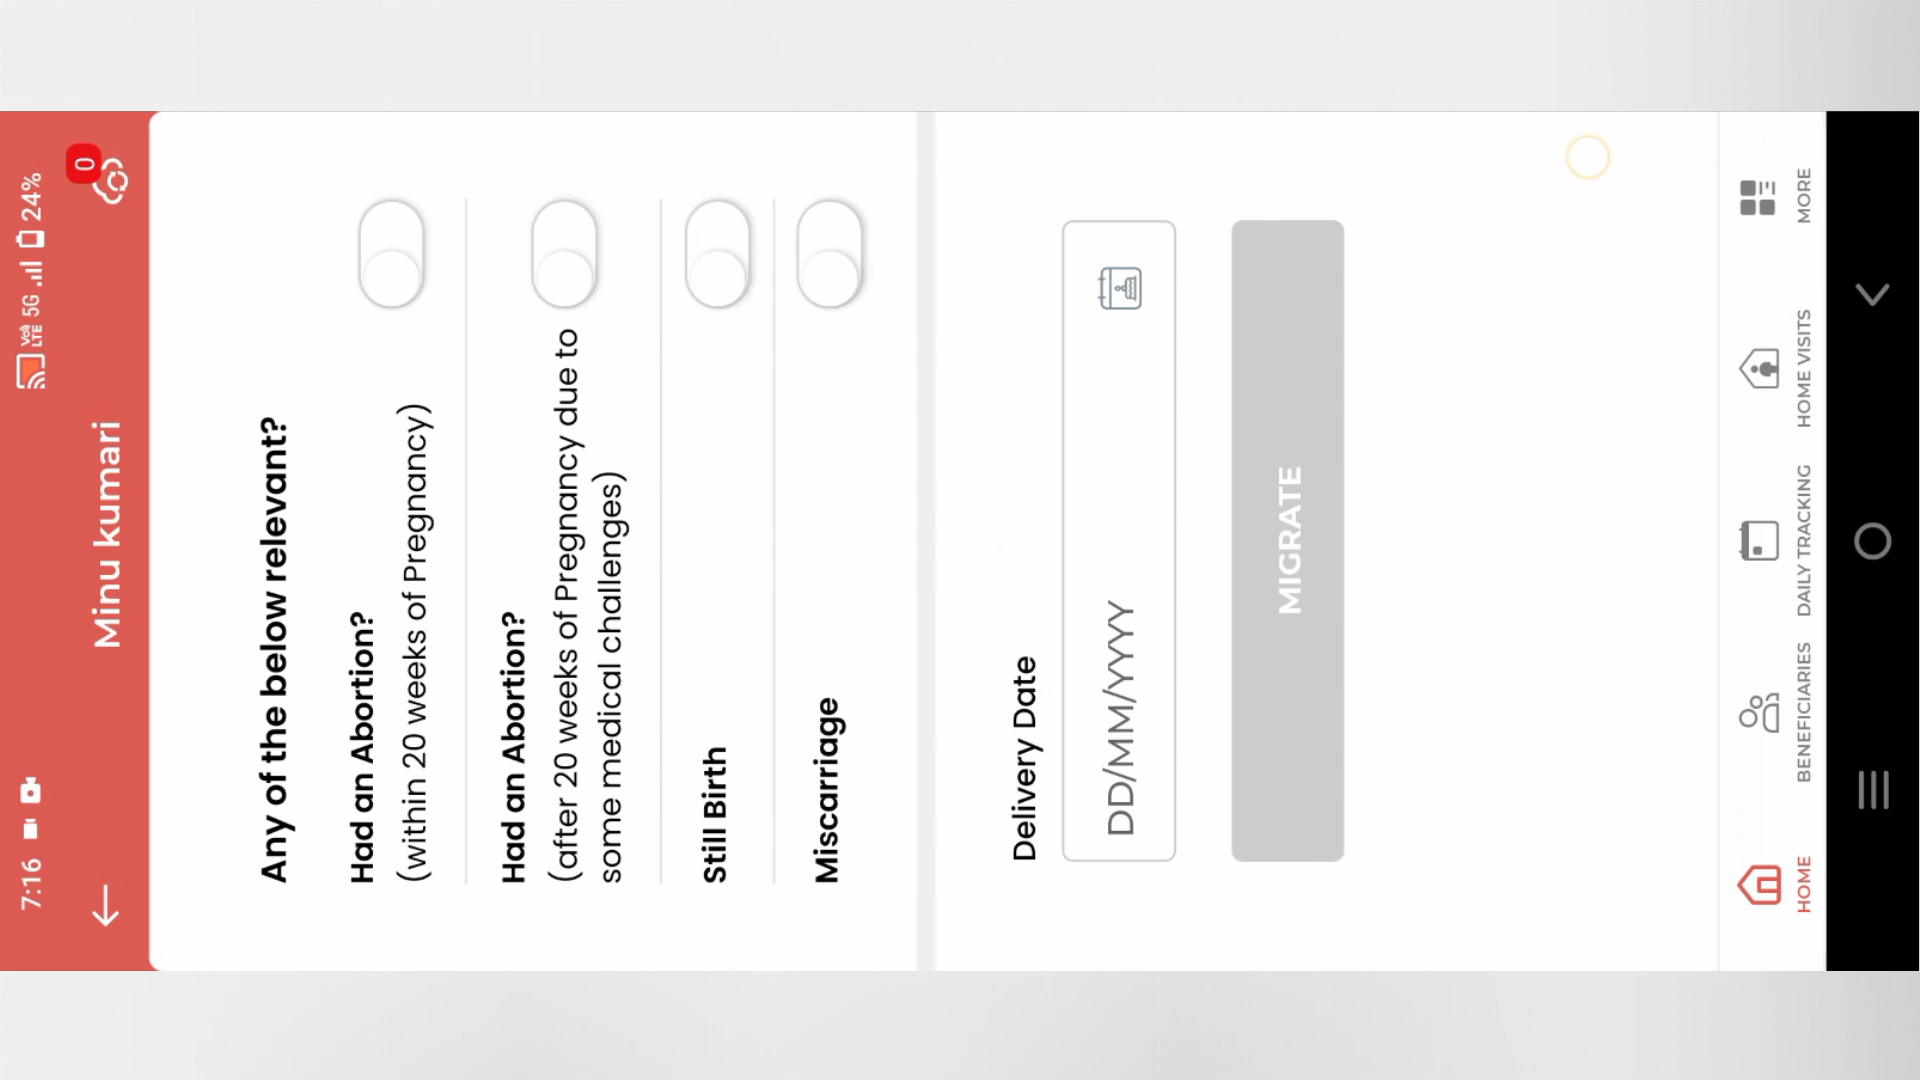 7:16 VoLTE 5G 24%
0
Minu kumari
Any of the below relevant?
Had an Abortion?
(within 20 weeks of Pregnancy)
Had an Abortion?
(after 20 weeks of Pregnancy due to
some medical challenges)
Still Birth
Miscarriage
Delivery Date
DD/MM/YYYY
MIGRATE
HOME BENEFICIARIES DAILY TRACKING HOME VISITS MORE